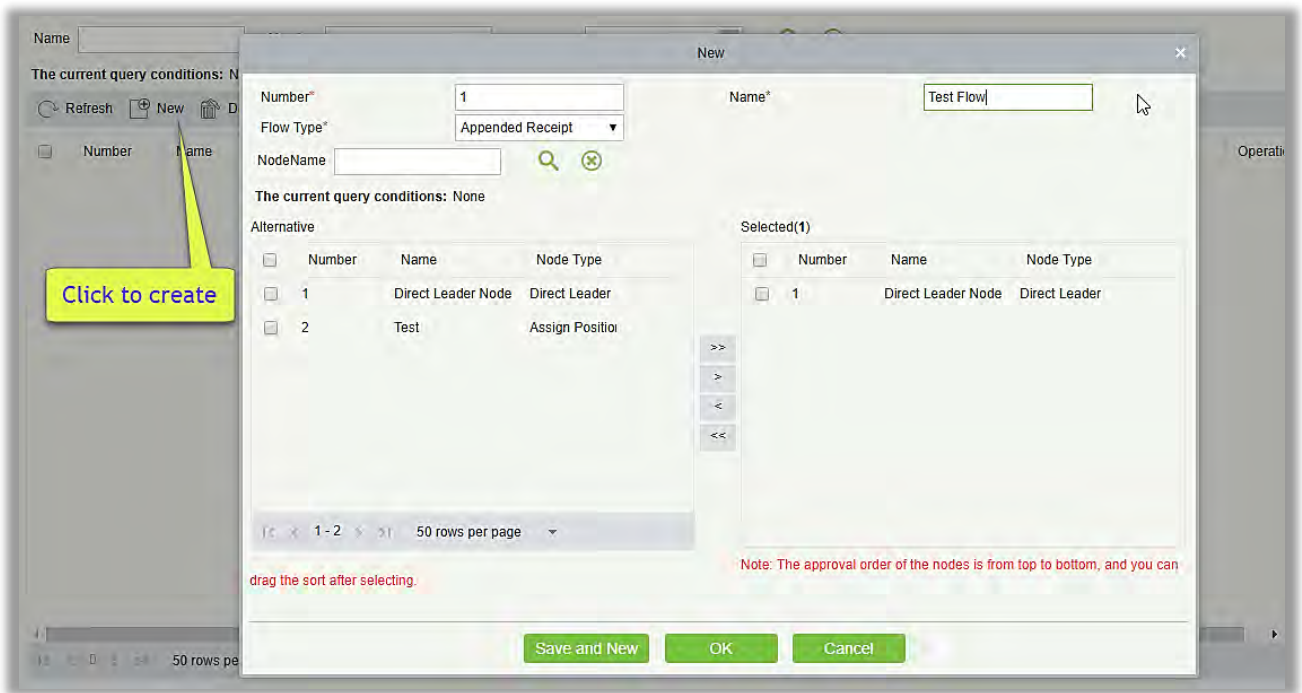 Name
The current query conditions: N
Refresh New D
Number Name Operati
Click to create
New
Number* 1 Name* Test Flow
Flow Type* Appended Receipt
NodeName
The current query conditions: None
Alternative
Number Name Node Type
1 Direct Leader Node Direct Leader
2 Test Assign Position
>>
>
<
<<
1 - 2 50 rows per page
Selected(1)
Number Name Node Type
1 Direct Leader Node Direct Leader
Note: The approval order of the nodes is from top to bottom, and you can
drag the sort after selecting.
Save and New OK Cancel
50 rows pe